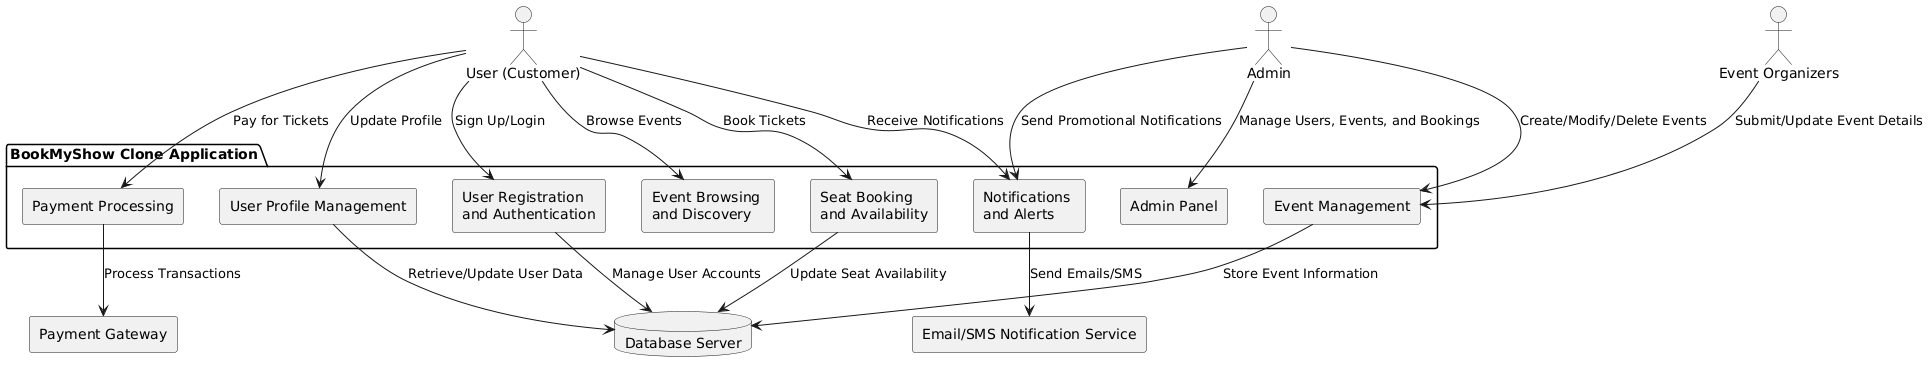 User (Customer)
Admin
Event Organizers
Pay for Tickets
Update Profile
Sign Up/Login
Browse Events
Book Tickets
Receive Notifications
Send Promotional Notifications
Manage Users, Events, and Bookings
Create/Modify/Delete Events
Submit/Update Event Details
BookMyShow Clone Application
Payment Processing
User Profile Management
User Registration
and Authentication
Event Browsing
and Discovery
Seat Booking
and Availability
Notifications
and Alerts
Admin Panel
Event Management
Process Transactions
Retrieve/Update User Data
Manage User Accounts
Update Seat Availability
Send Emails/SMS
Store Event Information
Payment Gateway
Database Server
Email/SMS Notification Service